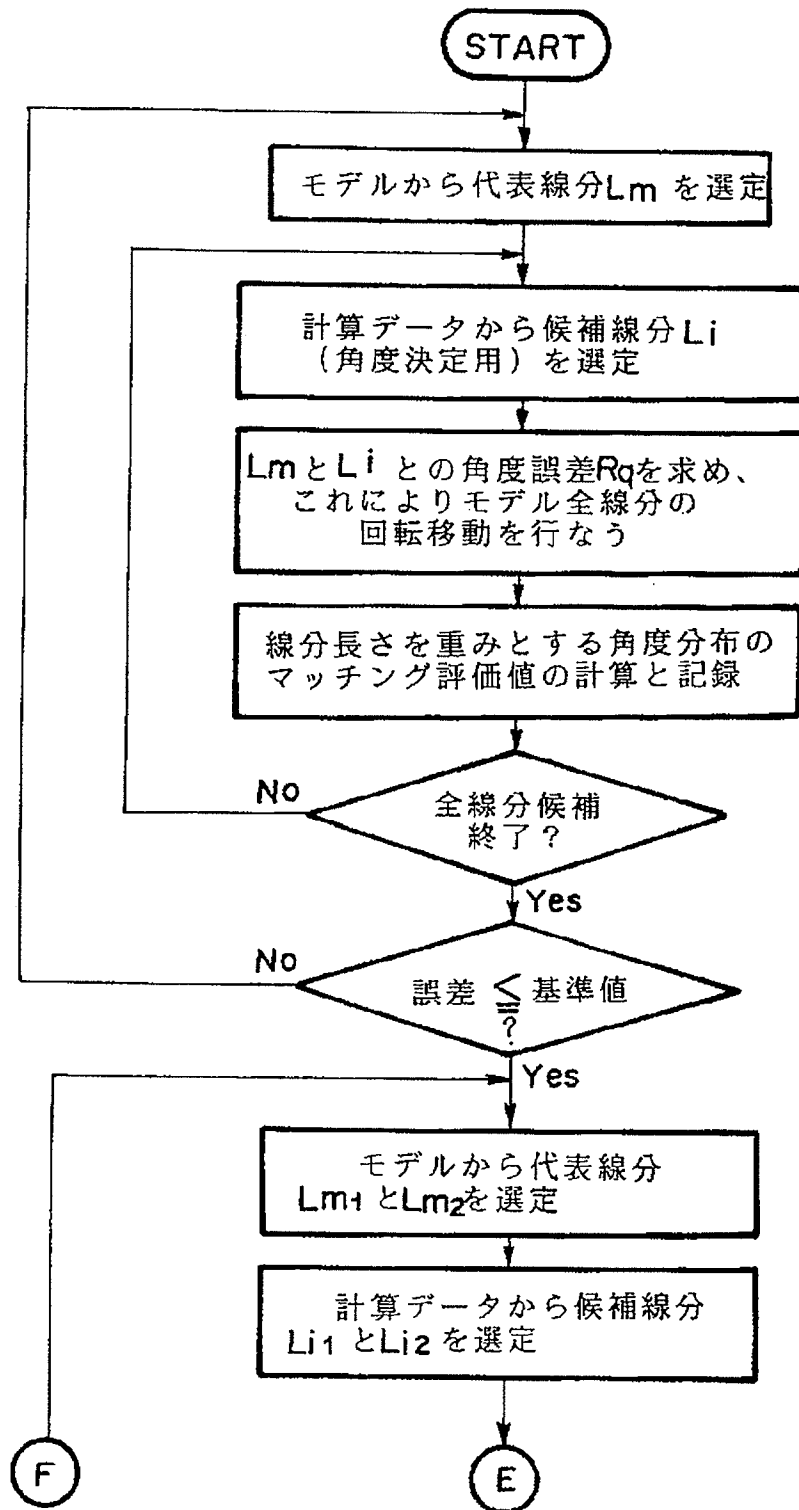 START
モデルから代表線分Lm を選定
計算データから候補線分Li
(角度決定用)を選定
LmとLi との角度誤差Rqを求め、
これによりモデル全線分の
回転移動を行なう
線分長さを重みとする角度分布の
マッチング評価値の計算と記録
No
全線分候補
終了?
Yes
No
誤差 ≦ 基準値
?
Yes
モデルから代表線分
Lm1 とLm2を選定
計算データから候補線分
Li1 とLi2 を選定
F
E